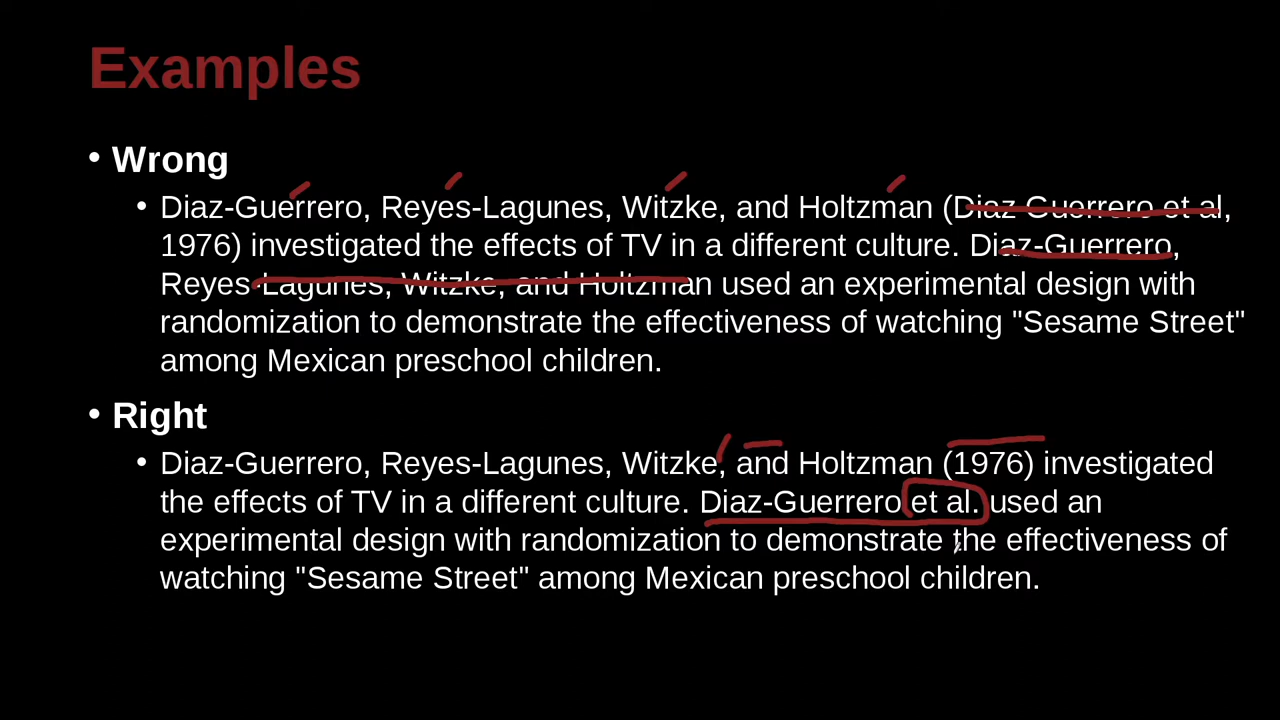 Examples
• Wrong
• Diaz-Guerrero, Reyes-Lagunes, Witzke, and Holtzman (Diaz Guerrero et al,
1976) investigated the effects of TV in a different culture. Diaz-Guerrero,
Reyes-Lagunes, Witzke, and Holtzman used an experimental design with
randomization to demonstrate the effectiveness of watching "Sesame Street"
among Mexican preschool children.
• Right
• Diaz-Guerrero, Reyes-Lagunes, Witzke, and Holtzman (1976) investigated
the effects of TV in a different culture. Diaz-Guerrero et al. used an
experimental design with randomization to demonstrate the effectiveness of
watching "Sesame Street" among Mexican preschool children.